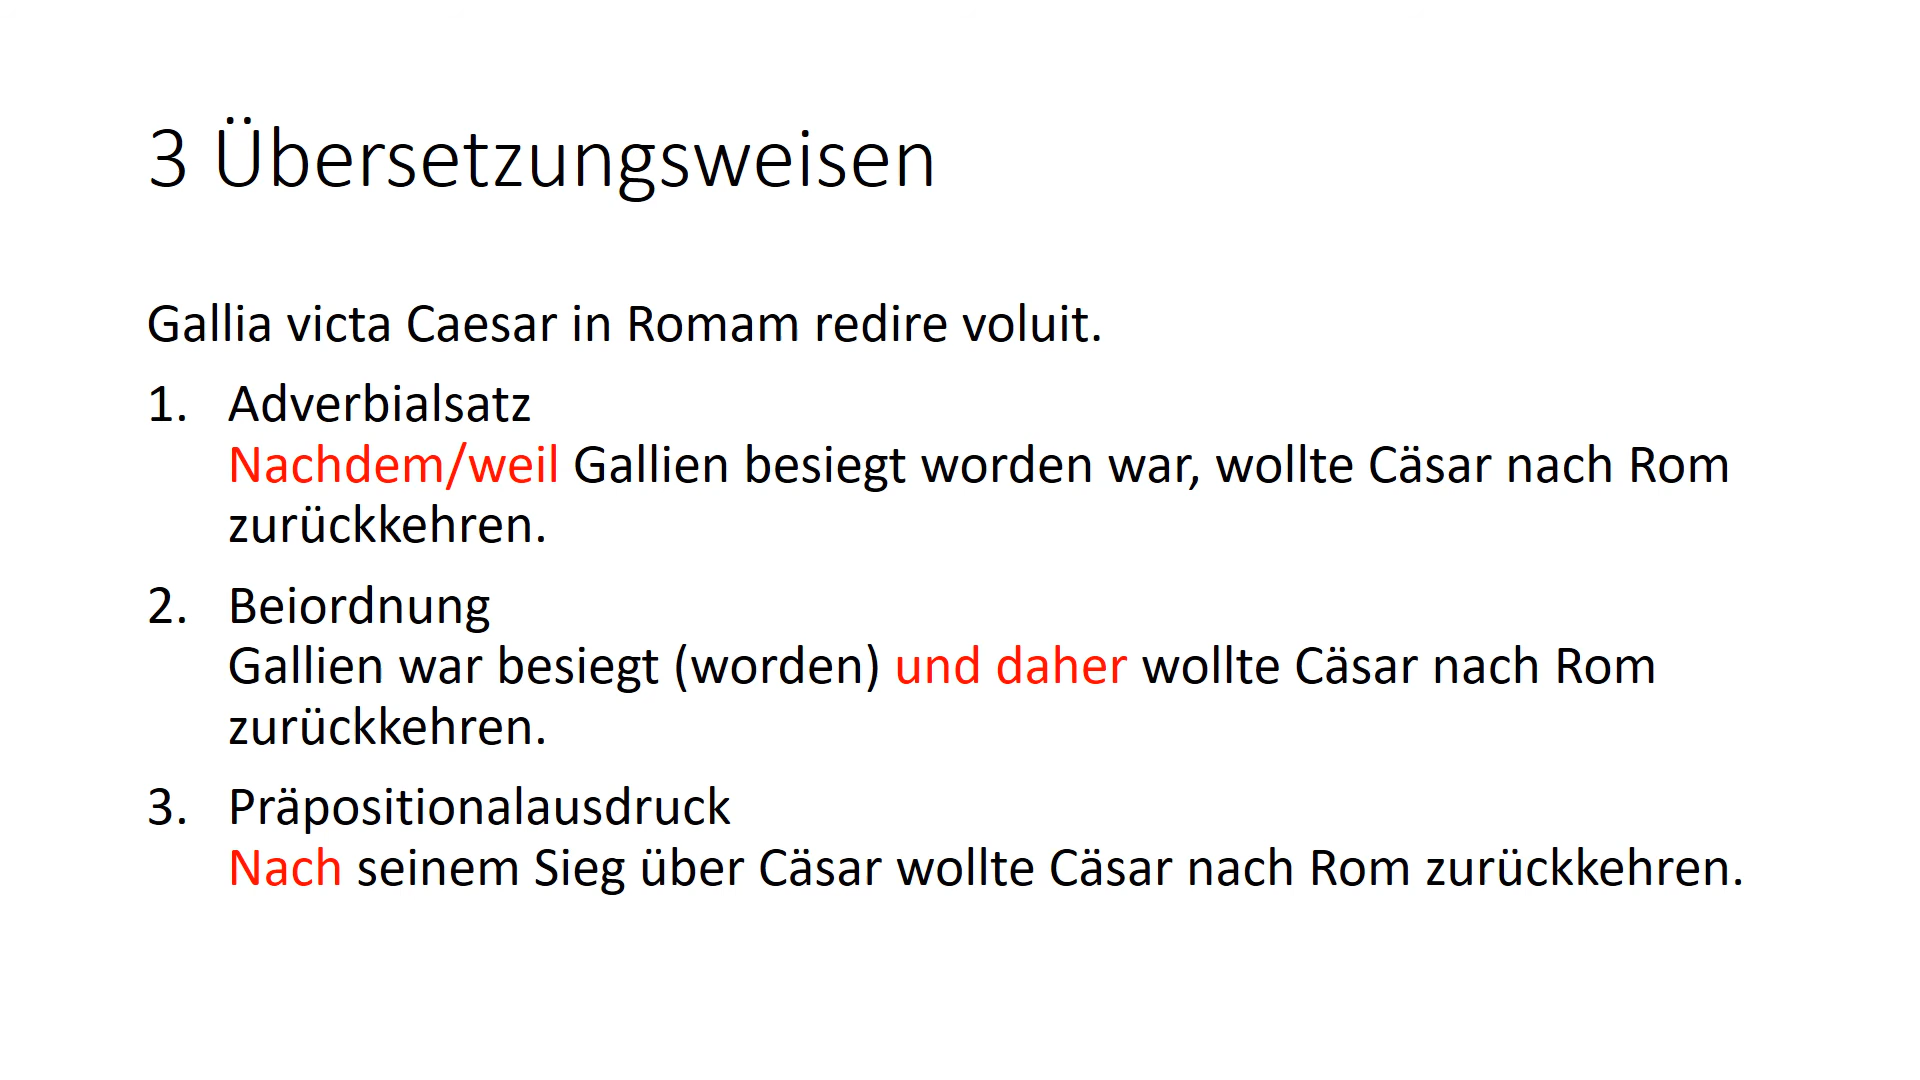 3 Übersetzungsweisen
Gallia victa Caesar in Romam redire voluit.
1. Adverbialsatz
Nachdem/weil Gallien besiegt worden war, wollte Cäsar nach Rom
zurückkehren.
2. Beiordnung
Gallien war besiegt (worden) und daher wollte Cäsar nach Rom
zurückkehren.
3. Präpositionalausdruck
Nach seinem Sieg über Cäsar wollte Cäsar nach Rom zurückkehren.